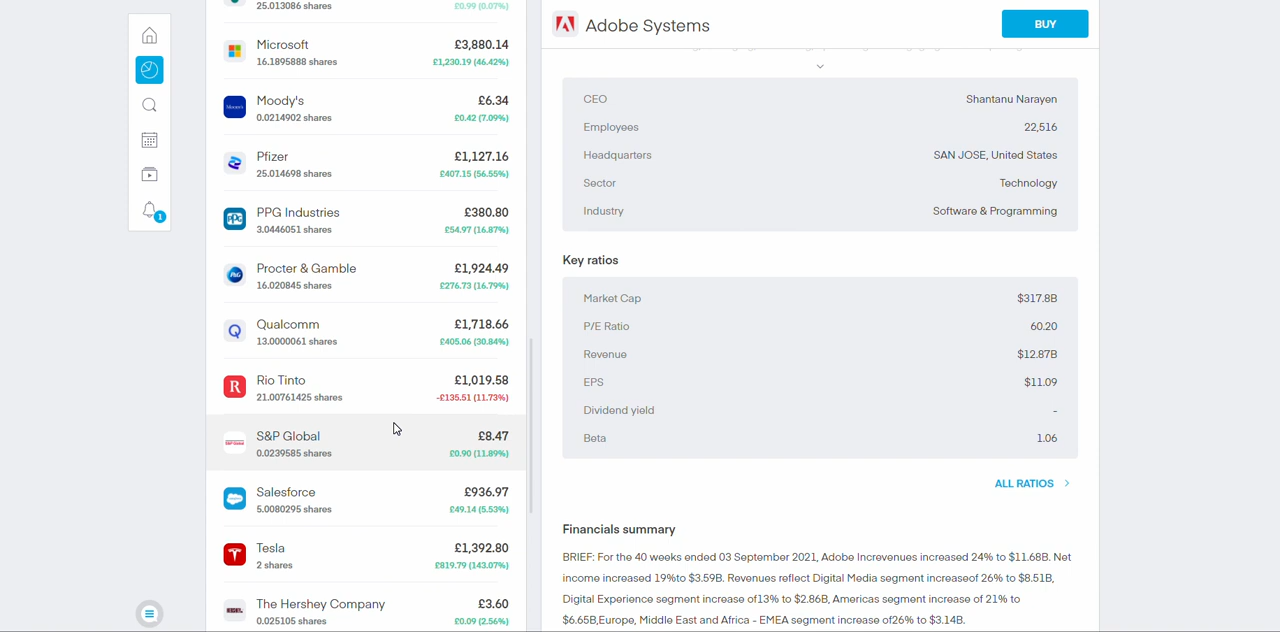 25.013086 shares
£0.99 (0.07%)
Microsoft
£3,880.14
16.1895888 shares
£1,230.19 (46.42%)
Moody's
£6.34
0.0214902 shares
£0.42 (7.09%)
Pfizer
£1,127.16
25.014698 shares
£407.15 (56.55%)
PPG Industries
£380.80
3.0446051 shares
£54.97 (16.87%)
Procter & Gamble
£1,924.49
16.020845 shares
£276.73 (16.79%)
Qualcomm
£1,718.66
13.0000061 shares
£405.06 (30.84%)
Rio Tinto
£1,019.58
21.00761425 shares
-£135.51 (11.73%)
S&P Global
£8.47
0.0239585 shares
£0.90 (11.89%)
Salesforce
£936.97
5.0080295 shares
£49.14 (5.53%)
Tesla
£1,392.80
2 shares
£819.79 (143.07%)
The Hershey Company
£3.60
0.025105 shares
£0.09 (2.56%)
1
Adobe Systems
BUY
CEO Shantanu Narayen
Employees 22,516
Headquarters SAN JOSE, United States
Sector Technology
Industry Software & Programming
Key ratios
Market Cap $317.8B
P/E Ratio 60.20
Revenue $12.87B
EPS $11.09
Dividend yield -
Beta 1.06
ALL RATIOS
Financials summary
BRIEF: For the 40 weeks ended 03 September 2021, Adobe Increvenues increased 24% to $11.68B. Net
income increased 19%to $3.59B. Revenues reflect Digital Media segment increaseof 26% to $8.51B,
Digital Experience segment increase of13% to $2.86B, Americas segment increase of 21% to
$6.65B,Europe, Middle East and Africa - EMEA segment increase of26% to $3.14B.